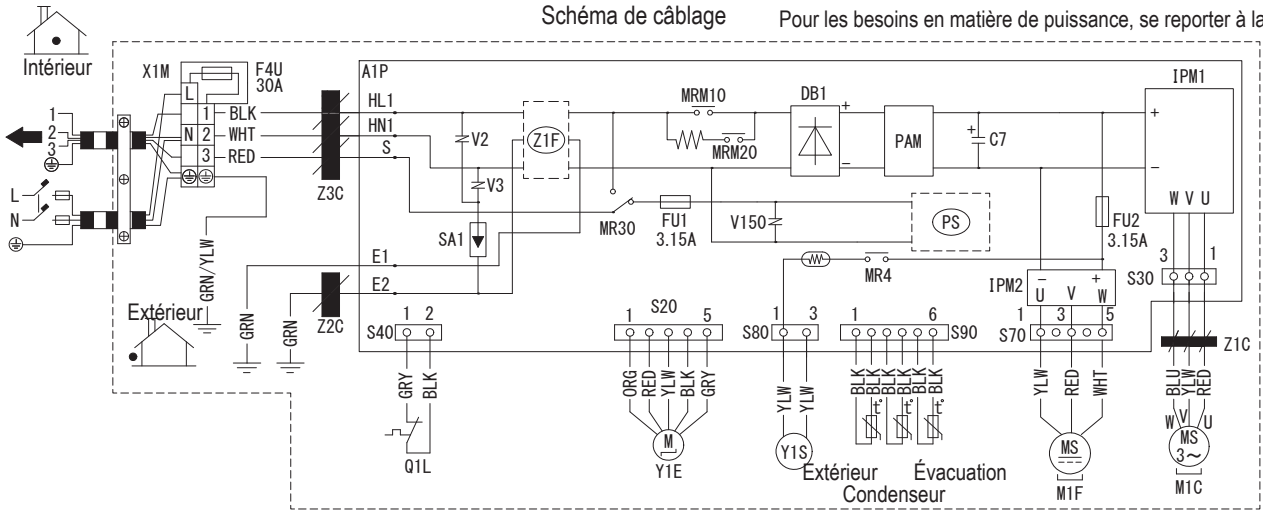 Schéma de câblage
Pour les besoins en matière de puissance, se reporter à la
Intérieur
X1M
F4U
30A
A1P
IPM1
L
HL1
MRM10
DB1
1
BLK
HN1
V2
Z1F
MRM20
PAM
C7
+
-
1
2
3
N
2
WHT
S
3
RED
V3
W V U
L
N
Z3C
MR30
FU1
3.15A
V150
PS
FU2
3.15A
SA1
E1
MR4
3
1
S30
GRN/YLW
E2
IPM2
-
+
U
V
W
Extérieur
GRN
GRN
Z2C
1 2
S40
S20
1
5
1
3
S80
1
6
S90
1
3
5
S70
Z1C
GRY
BLK
ORG
RED
YLW
BLK
GRY
YLW
YLW
BLK
BLK
BLK
BLK
BLK
BLK
YLW
RED
WHT
BLU
YLW
RED
t°
t°
t°
W
V
U
Q1L
M
Y1E
Y1S
Extérieur
Évacuation
Condenseur
MS
M1F
MS
3~
M1C